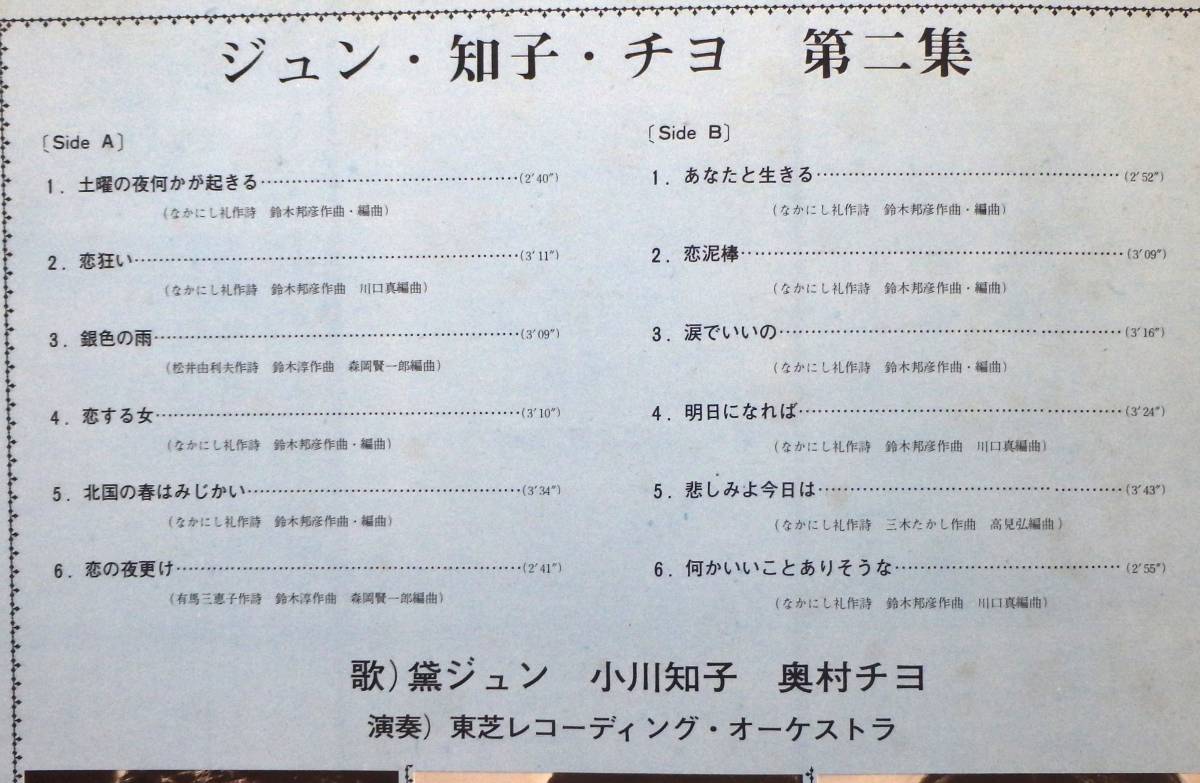 ジュン・知子・チヨ　第二集
〔Side A〕
1. 土曜の夜何かが起きる……(2′40″)
(なかにし礼作詩　鈴木邦彦作曲・編曲)
2. 恋狂い……(3′11″)
(なかにし礼作詩　鈴木邦彦作曲　川口真編曲)
3. 銀色の雨……(3′09″)
(松井由利夫作詩　鈴木淳作曲　森岡賢一郎編曲)
4. 恋する女……(3′10″)
(なかにし礼作詩　鈴木邦彦作曲・編曲)
5. 北国の春はみじかい……(3′34″)
(なかにし礼作詩　鈴木邦彦作曲・編曲)
6. 恋の夜更け……(2′41″)
(有馬三恵子作詩　鈴木淳作曲　森岡賢一郎編曲)
〔Side B〕
1. あなたと生きる……(2′52″)
(なかにし礼作詩　鈴木邦彦作曲・編曲)
2. 恋泥棒……(3′09″)
(なかにし礼作詩　鈴木邦彦作曲・編曲)
3. 涙でいいの……(3′16″)
(なかにし礼作詩　鈴木邦彦作曲・編曲)
4. 明日になれば……(3′24″)
(なかにし礼作詩　鈴木邦彦作曲　川口真編曲)
5. 悲しみよ今日は……(3′43″)
(なかにし礼作詩　三木たかし作曲　高見弘編曲)
6. 何かいいことありそうな……(2′55″)
(なかにし礼作詩　鈴木邦彦作曲　川口真編曲)
歌)黛ジュン　小川知子　奥村チヨ
演奏)東芝レコーディング・オーケストラ